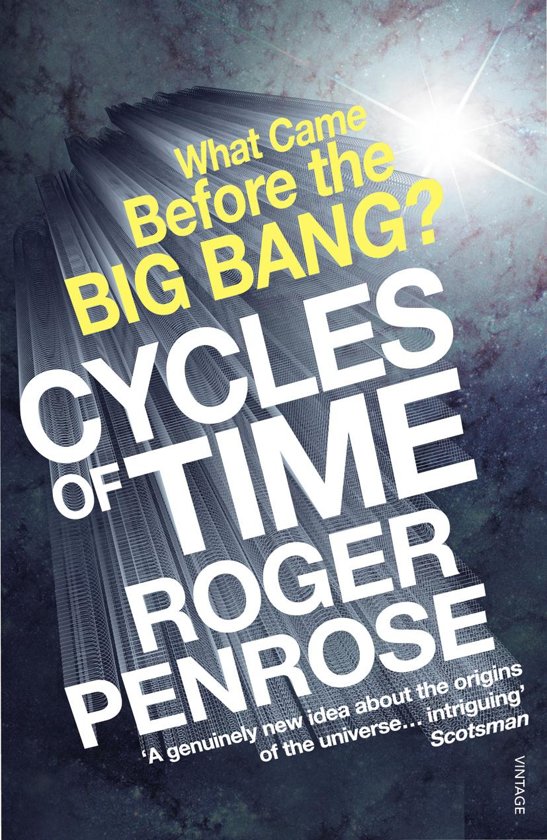 What Came
Before the
BIG BANG?
CYCLES
OF TIME
ROGER
PENROSE
‘A genuinely new idea about the origins
of the universe... intriguing’
Scotsman
VINTAGE